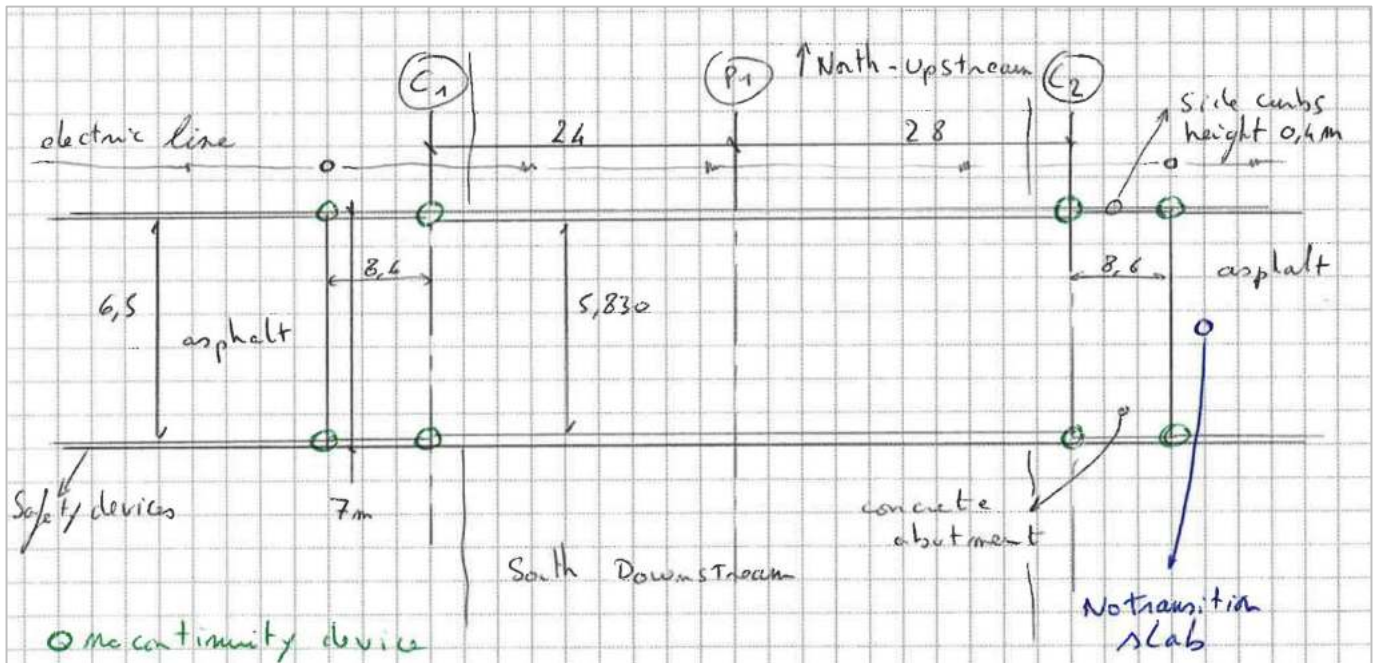 C1
P1
↑ North - Upstream
C2
side curbs
height 0,4m
electric line
24
28
8,4
8,6
asphalt
6,5
asphalt
5,830
Safety devices
7m
concrete
abutment
South Downstream
No transition
slab
no continuity device